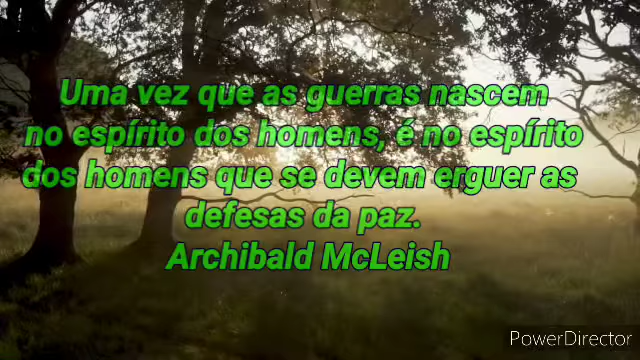 Uma vez que as guerras nascem
no espírito dos homens, é no espírito
dos homens que se devem erguer as
defesas da paz.
Archibald McLeish
PowerDirector